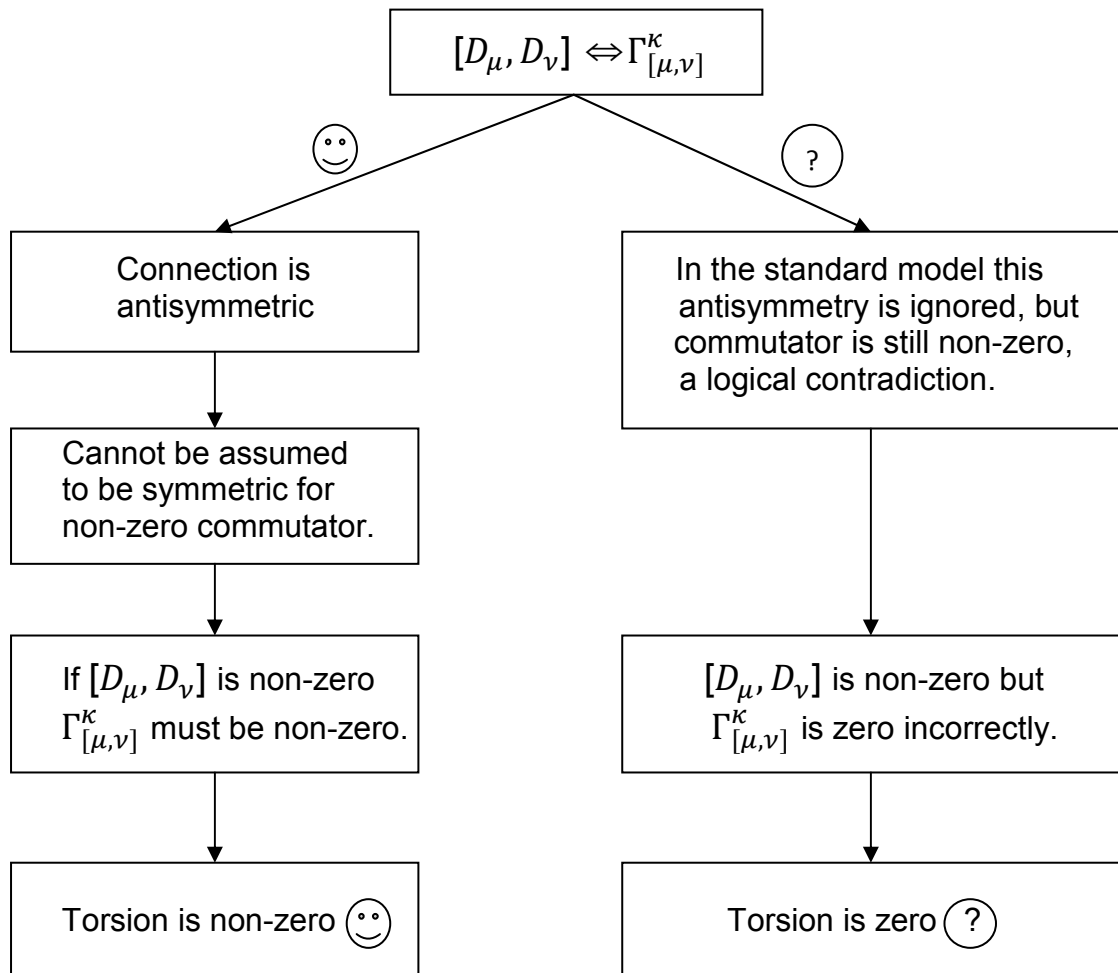 [D_μ, D_ν] ⇔ Γ^κ_[μ,ν]
?
Connection is
antisymmetric
Cannot be assumed
to be symmetric for
non-zero commutator.
If [D_μ, D_ν] is non-zero
Γ^κ_[μ,ν] must be non-zero.
Torsion is non-zero
In the standard model this
antisymmetry is ignored, but
commutator is still non-zero,
a logical contradiction.
[D_μ, D_ν] is non-zero but
Γ^κ_[μ,ν] is zero incorrectly.
Torsion is zero ?